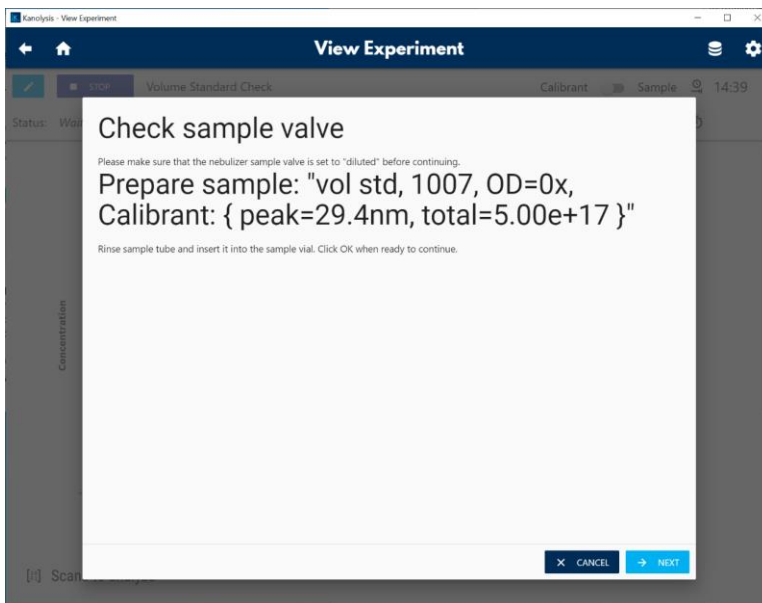 Kanolysis - View Experiment
View Experiment
STOP
Volume Standard Check
Calibrant
Sample
14:39
Status:
Check sample valve
Please make sure that the nebulizer sample valve is set to "diluted" before continuing.
Prepare sample: "vol std, 1007, OD=0x,
Calibrant: { peak=29.4nm, total=5.00e+17 }"
Rinse sample tube and insert it into the sample vial. Click OK when ready to continue.
Concentration
CANCEL
NEXT